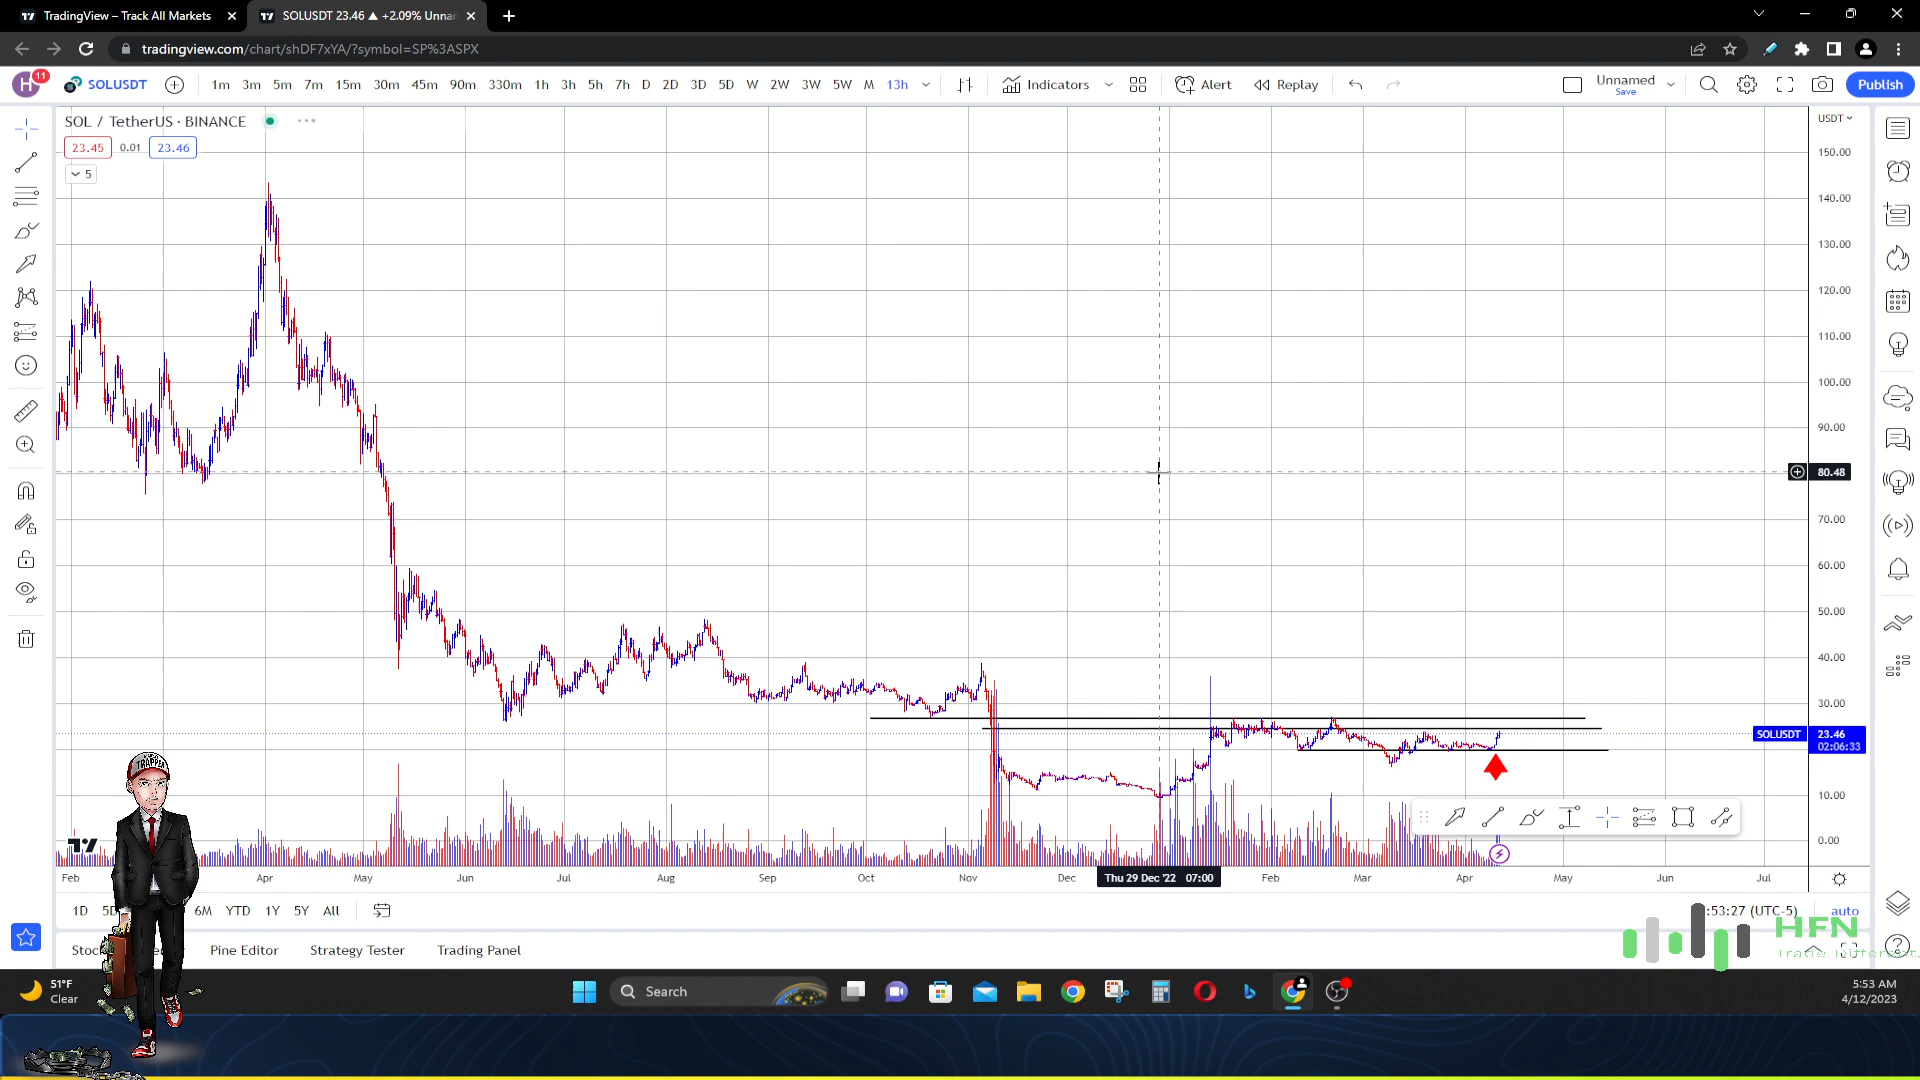 TradingView – Track All Markets
SOLUSDT 23.46 ▲ +2.09% Unnar
tradingview.com/chart/shDF7xYA/?symbol=SP%3ASPX
H 11 SOLUSDT 1m 3m 5m 7m 15m 30m 45m 90m 330m 1h 3h 5h 7h D 2D 3D 5D W 2W 3W 5W M 13h Indicators Alert Replay Unnamed Publish
Save
SOL / TetherUS · BINANCE
USDT
23.45 0.01 23.46
5
150.00
140.00
130.00
120.00
110.00
100.00
90.00
80.48
70.00
60.00
50.00
40.00
30.00
SOLUSDT 23.46
02:06:33
10.00
0.00
TRAPPER
Feb Apr May Jun Jul Aug Sep Oct Nov Dec Thu 29 Dec '22 07:00 Feb Mar Apr May Jun Jul
1D 6M YTD 1Y 5Y All
:53:27 (UTC-5) auto
Pine Editor Strategy Tester Trading Panel
HFN
Trade Different.
51°F
Clear
Search
5:53 AM
4/12/2023